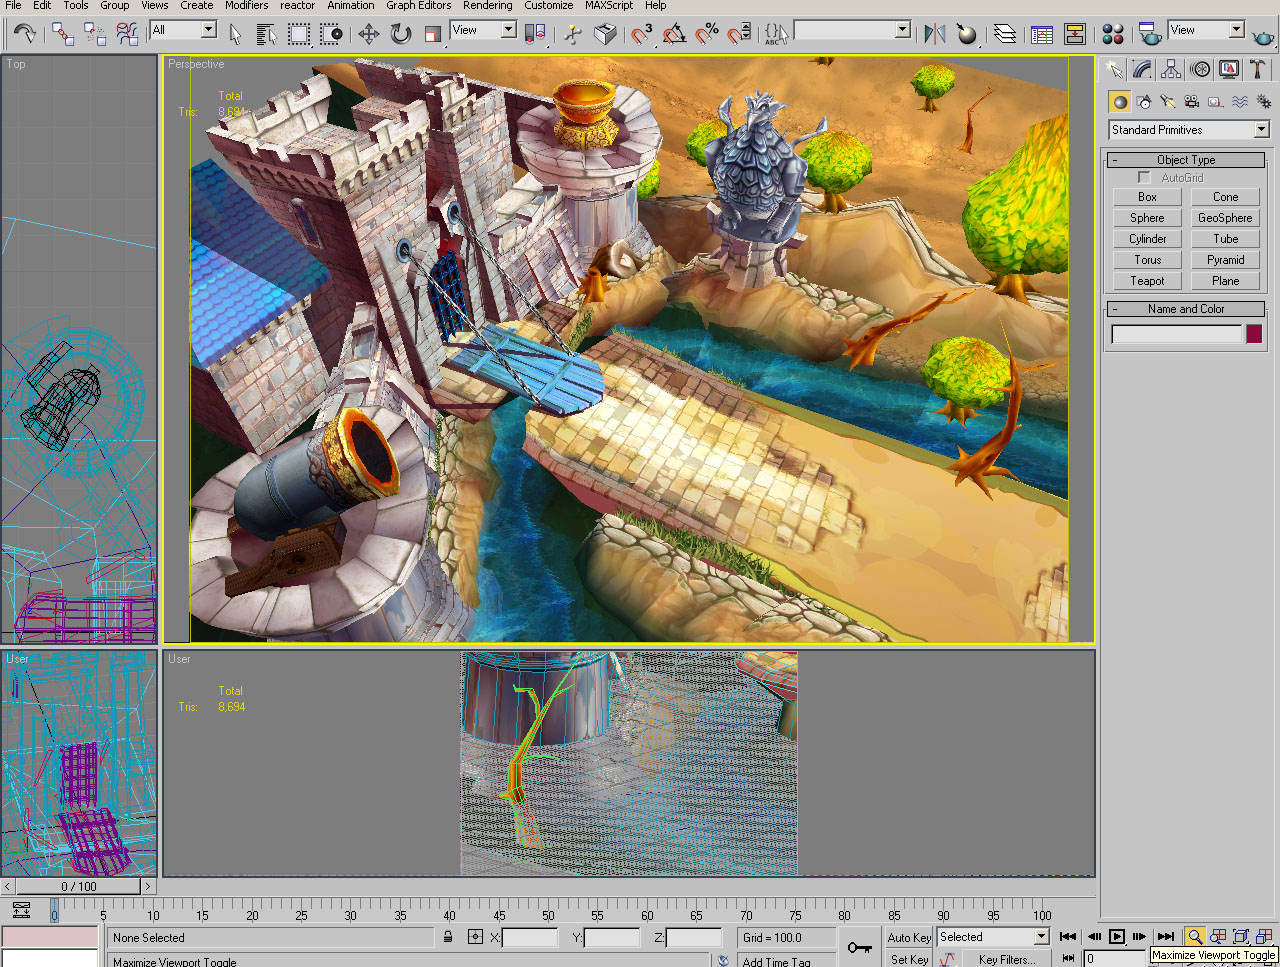 File Edit Tools Group Views Create Modifiers reactor Animation Graph Editors Rendering Customize MAXScript Help
All View 3 % ABC View
Top
Perspective
Total
Tris: 8,694
Standard Primitives
- Object Type
AutoGrid
Box Cone
Sphere GeoSphere
Cylinder Tube
Torus Pyramid
Teapot Plane
- Name and Color
User
User
Total
Tris: 8,694
< 0 / 100 >
0 5 10 15 20 25 30 35 40 45 50 55 60 65 70 75 80 85 90 95 100
None Selected X: Y: Z: Grid = 100.0 Auto Key Selected
Maximize Viewport Toggle Add Time Tag Set Key Key Filters... 0
Maximize Viewport Toggle